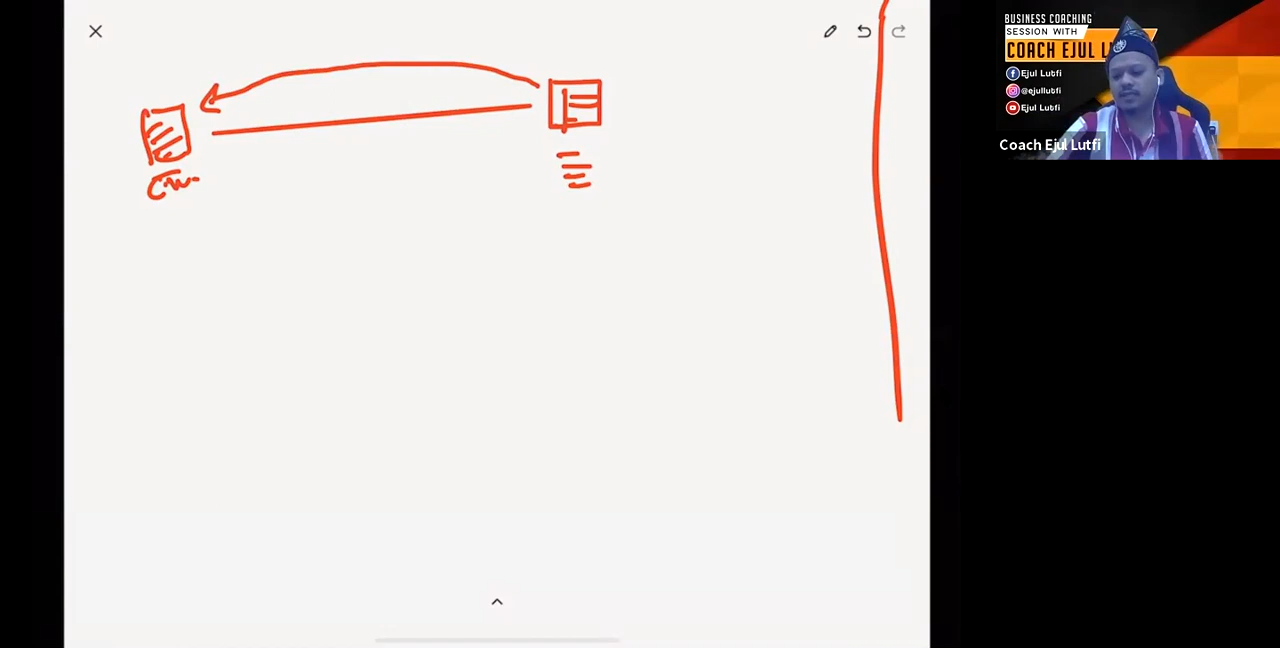 BUSINESS COACHING
SESSION WITH
COACH EJUL
Ejul Lutfi
@ejullutfi
Ejul Lutfi
Coach Ejul Lutfi